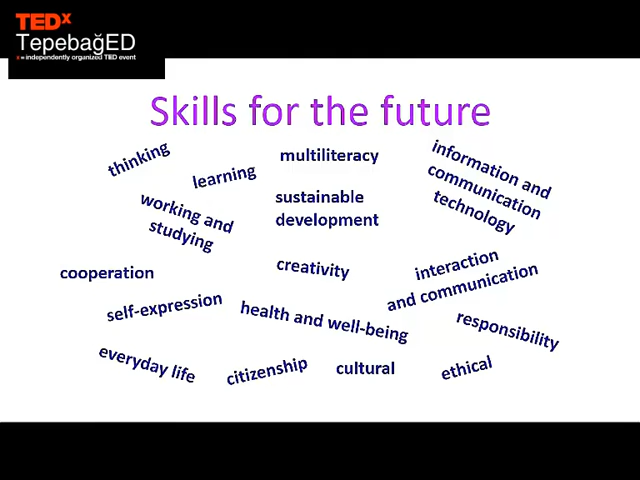 TEDx
TepebağED
x = independently organized TED event
Skills for the future
thinking
learning
multiliteracy
information and
communication
technology
working and
studying
sustainable
development
cooperation
creativity
interaction
and communication
self-expression
health and well-being
responsibility
everyday life
citizenship
cultural
ethical